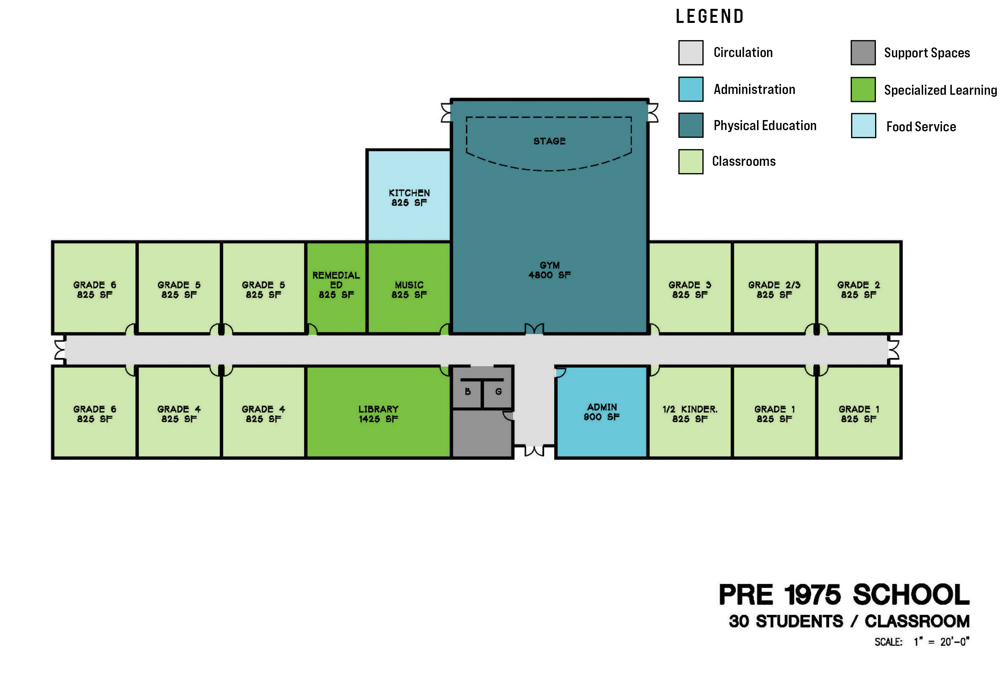 LEGEND
Circulation
Support Spaces
Administration
Specialized Learning
Physical Education
Food Service
Classrooms
STAGE
KITCHEN
825 SF
GYM
4800 SF
GRADE 6
825 SF
GRADE 5
825 SF
GRADE 5
825 SF
REMEDIAL
ED
825 SF
MUSIC
825 SF
GRADE 3
825 SF
GRADE 2/3
825 SF
GRADE 2
825 SF
GRADE 6
825 SF
GRADE 4
825 SF
GRADE 4
825 SF
LIBRARY
1425 SF
B
G
ADMIN
900 SF
1/2 KINDER.
825 SF
GRADE 1
825 SF
GRADE 1
825 SF
PRE 1975 SCHOOL
30 STUDENTS / CLASSROOM
SCALE: 1" = 20'-0"